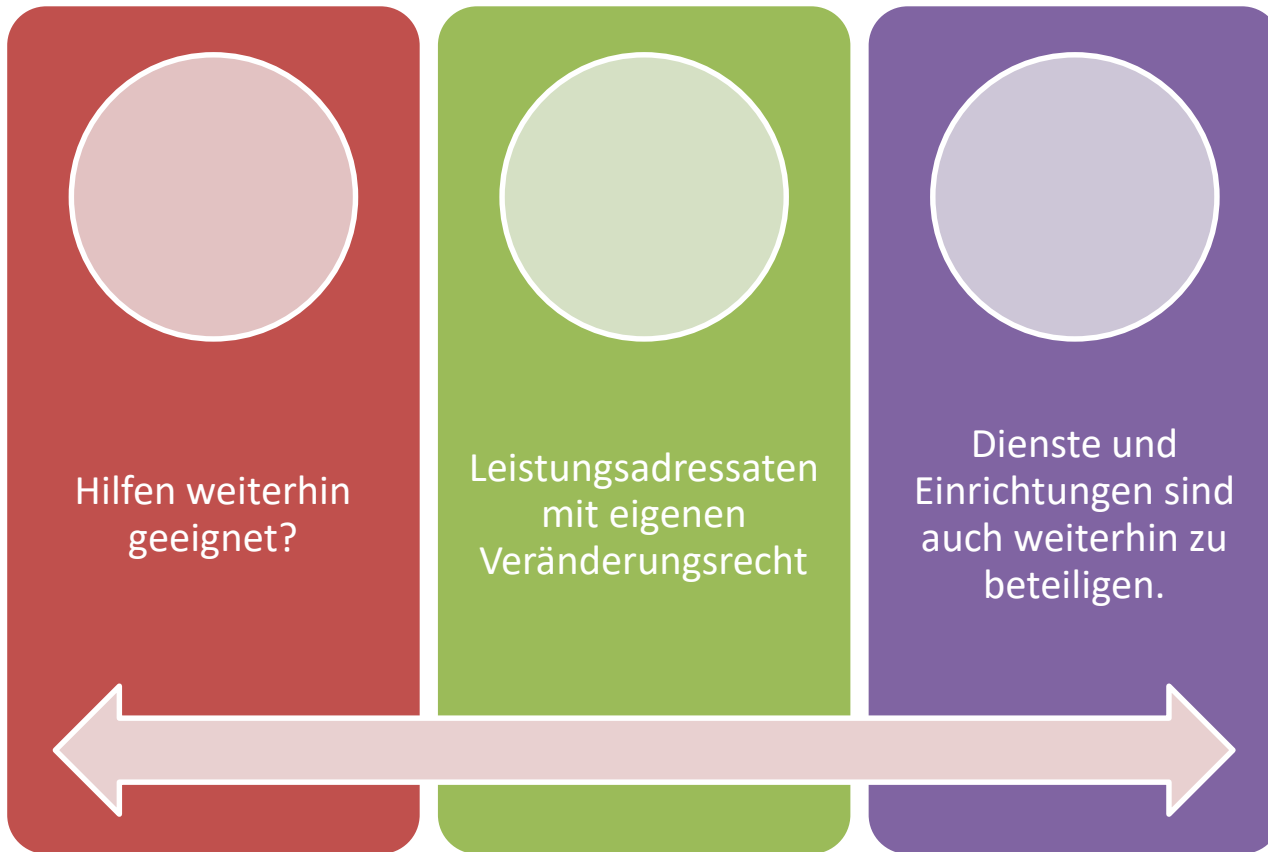 Hilfen weiterhin
geeignet?
Leistungsadressaten
mit eigenen
Veränderungsrecht
Dienste und
Einrichtungen sind
auch weiterhin zu
beteiligen.